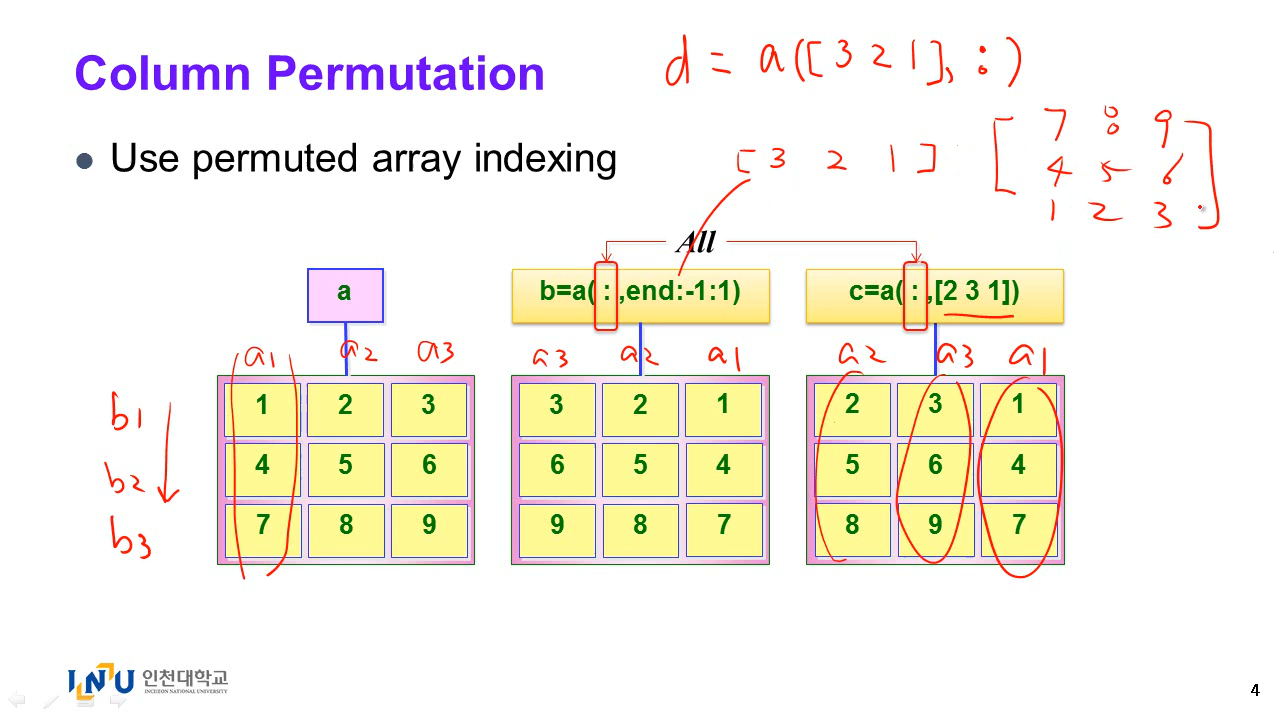 Column Permutation
d = a([3 2 1], :)
● Use permuted array indexing
[3 2 1]
7 8 9
4 5 6
1 2 3
All
a
b=a( : ,end:-1:1)
c=a( : ,[2 3 1])
a1 a2 a3
a3 a2 a1
a2 a3 a1
b1
b2
b3
1 2 3
4 5 6
7 8 9
3 2 1
6 5 4
9 8 7
2 3 1
5 6 4
8 9 7
INU 인천대학교
INCHEON NATIONAL UNIVERSITY
4